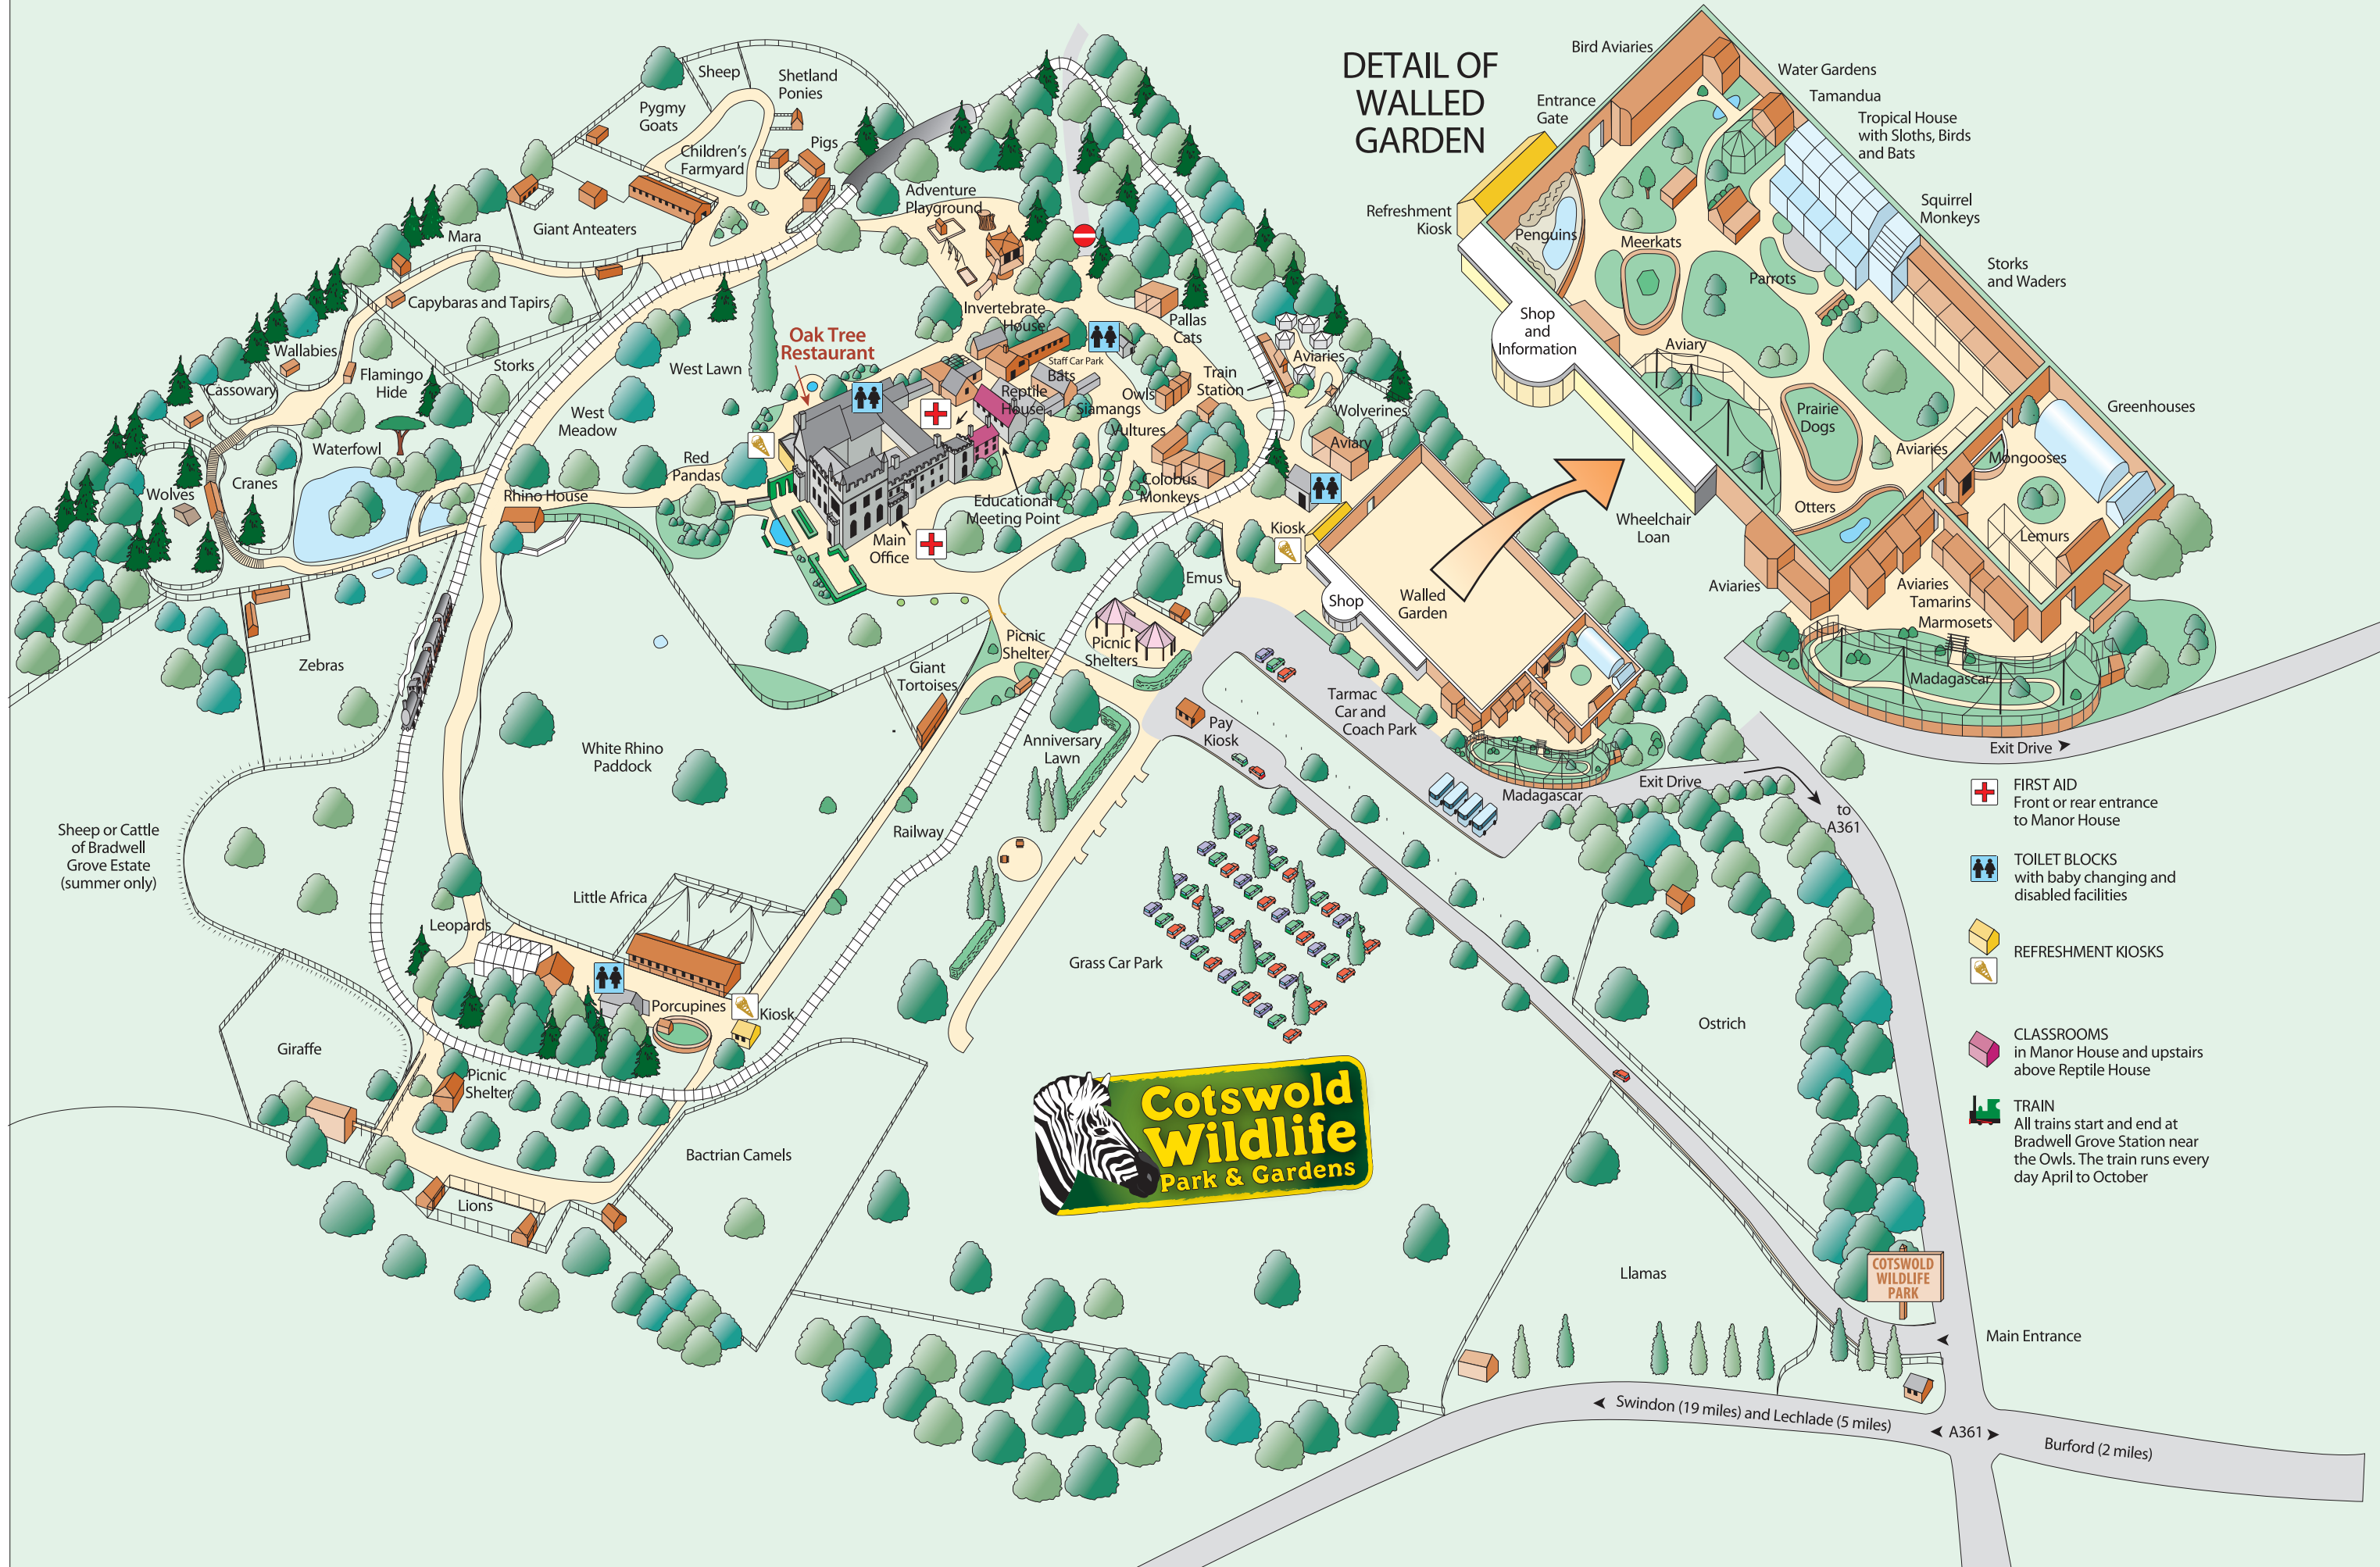 DETAIL OF
WALLED
GARDEN
Bird Aviaries
Water Gardens
Tamandua
Tropical House
with Sloths, Birds
and Bats
Entrance
Gate
Refreshment
Kiosk
Squirrel
Monkeys
Penguins
Meerkats
Parrots
Storks
and Waders
Shop
and
Information
Aviary
Prairie
Dogs
Aviaries
Greenhouses
Mongooses
Otters
Lemurs
Wheelchair
Loan
Aviaries
Aviaries
Tamarins
Marmosets
Madagascar
Exit Drive
Sheep
Shetland
Ponies
Pygmy
Goats
Children's
Farmyard
Pigs
Adventure
Playground
Mara
Giant Anteaters
Capybaras and Tapirs
Wallabies
Cassowary
Flamingo
Hide
Storks
West Lawn
Oak Tree
Restaurant
Invertebrate
House
Staff Car Park
Bats
Pallas
Cats
Reptile
House
Owls
Train
Station
Aviaries
Siamangs
Vultures
Wolverines
Aviary
West
Meadow
Waterfowl
Red
Pandas
Wolves
Cranes
Rhino House
Colobus
Monkeys
Educational
Meeting Point
Main
Office
Kiosk
Emus
Shop
Walled
Garden
Picnic
Shelter
Picnic
Shelters
Zebras
Giant
Tortoises
Tarmac
Car and
Coach Park
Pay
Kiosk
White Rhino
Paddock
Anniversary
Lawn
Madagascar
Exit Drive
to
A361
Sheep or Cattle
of Bradwell
Grove Estate
(summer only)
Railway
Little Africa
Leopards
Grass Car Park
Porcupines
Kiosk
Ostrich
Giraffe
Picnic
Shelter
Bactrian Camels
Lions
Cotswold
Wildlife
Park & Gardens
Llamas
COTSWOLD
WILDLIFE
PARK
Main Entrance
Swindon (19 miles) and Lechlade (5 miles)
A361
Burford (2 miles)
FIRST AID
Front or rear entrance
to Manor House
TOILET BLOCKS
with baby changing and
disabled facilities
REFRESHMENT KIOSKS
CLASSROOMS
in Manor House and upstairs
above Reptile House
TRAIN
All trains start and end at
Bradwell Grove Station near
the Owls. The train runs every
day April to October